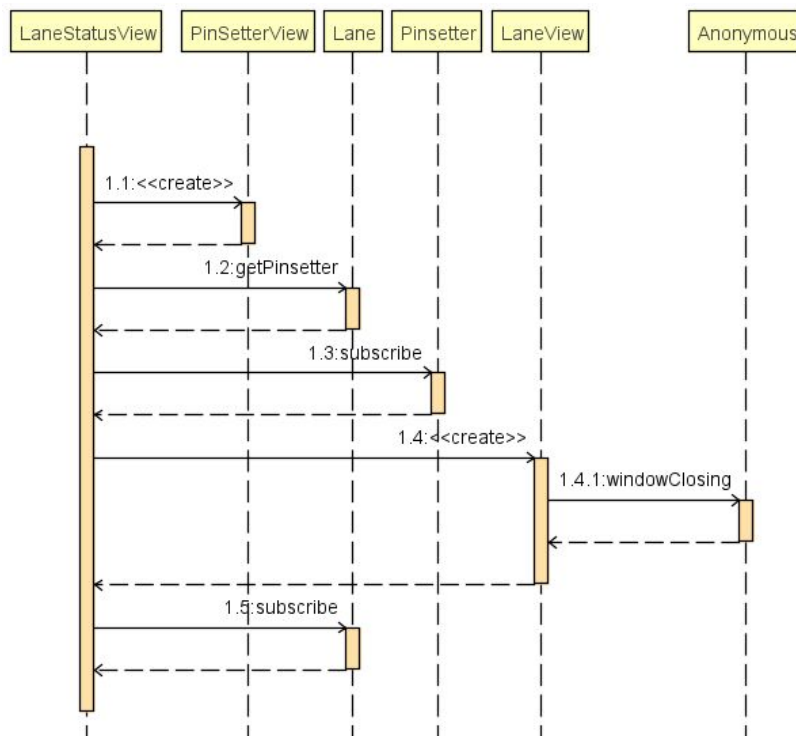 LaneStatusView PinSetterView Lane Pinsetter LaneView Anonymous
1.1:<<create>>
1.2:getPinsetter
1.3:subscribe
1.4:<<create>>
1.4.1:windowClosing
1.5:subscribe